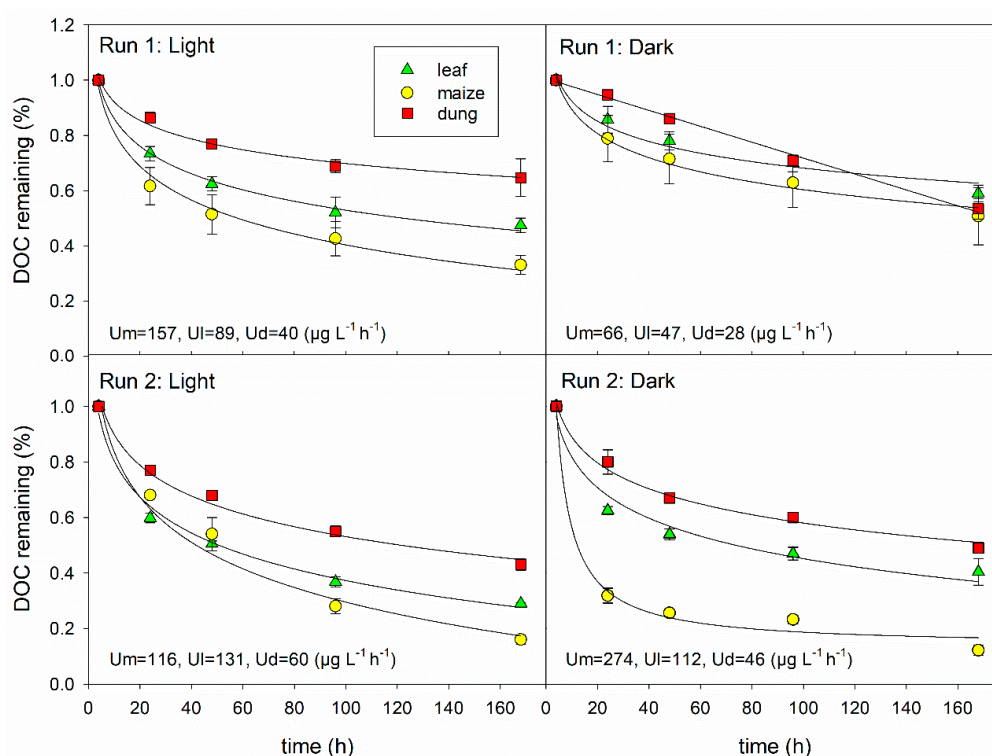 Run 1: Light
Run 1: Dark
leaf
maize
dung
DOC remaining (%)
1.2
1.0
0.8
0.6
0.4
0.2
0.0
Um=157, Ul=89, Ud=40 (µg L⁻¹ h⁻¹)
Um=66, Ul=47, Ud=28 (µg L⁻¹ h⁻¹)
Run 2: Light
Run 2: Dark
DOC remaining (%)
1.0
0.8
0.6
0.4
0.2
0.0
Um=116, Ul=131, Ud=60 (µg L⁻¹ h⁻¹)
Um=274, Ul=112, Ud=46 (µg L⁻¹ h⁻¹)
0 20 40 60 80 100 120 140 160
0 20 40 60 80 100 120 140 160
time (h)
time (h)